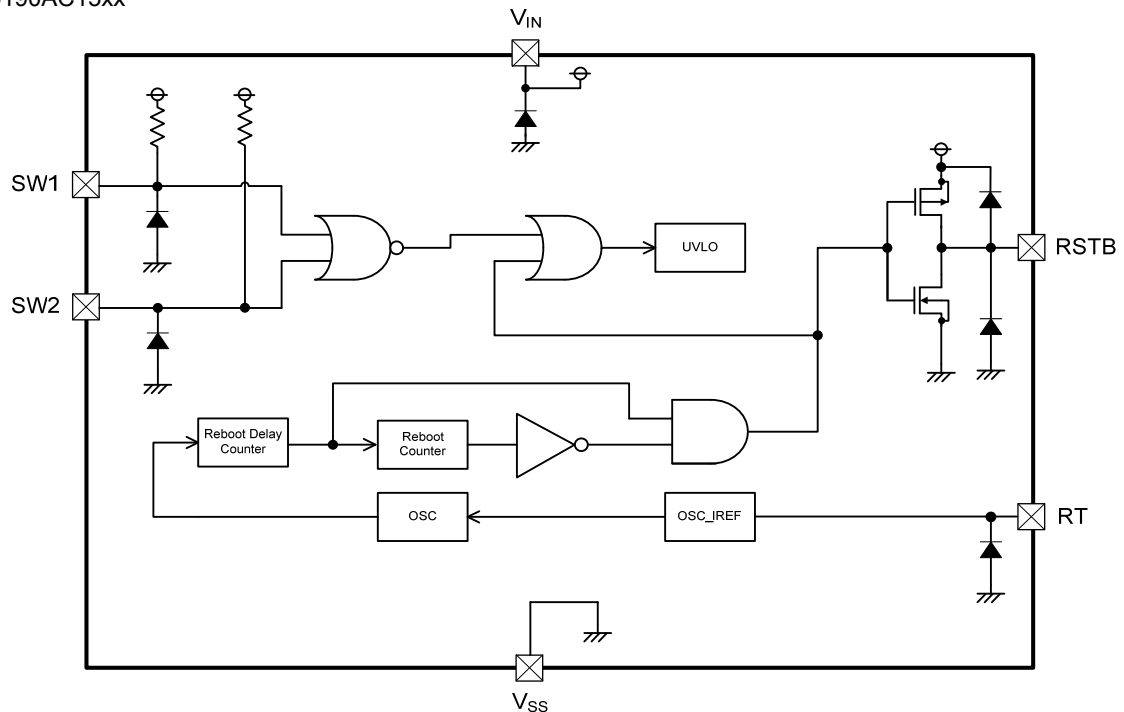 VIN
SW1
SW2
UVLO
RSTB
Reboot Delay
Counter
Reboot
Counter
OSC
OSC_IREF
RT
VSS